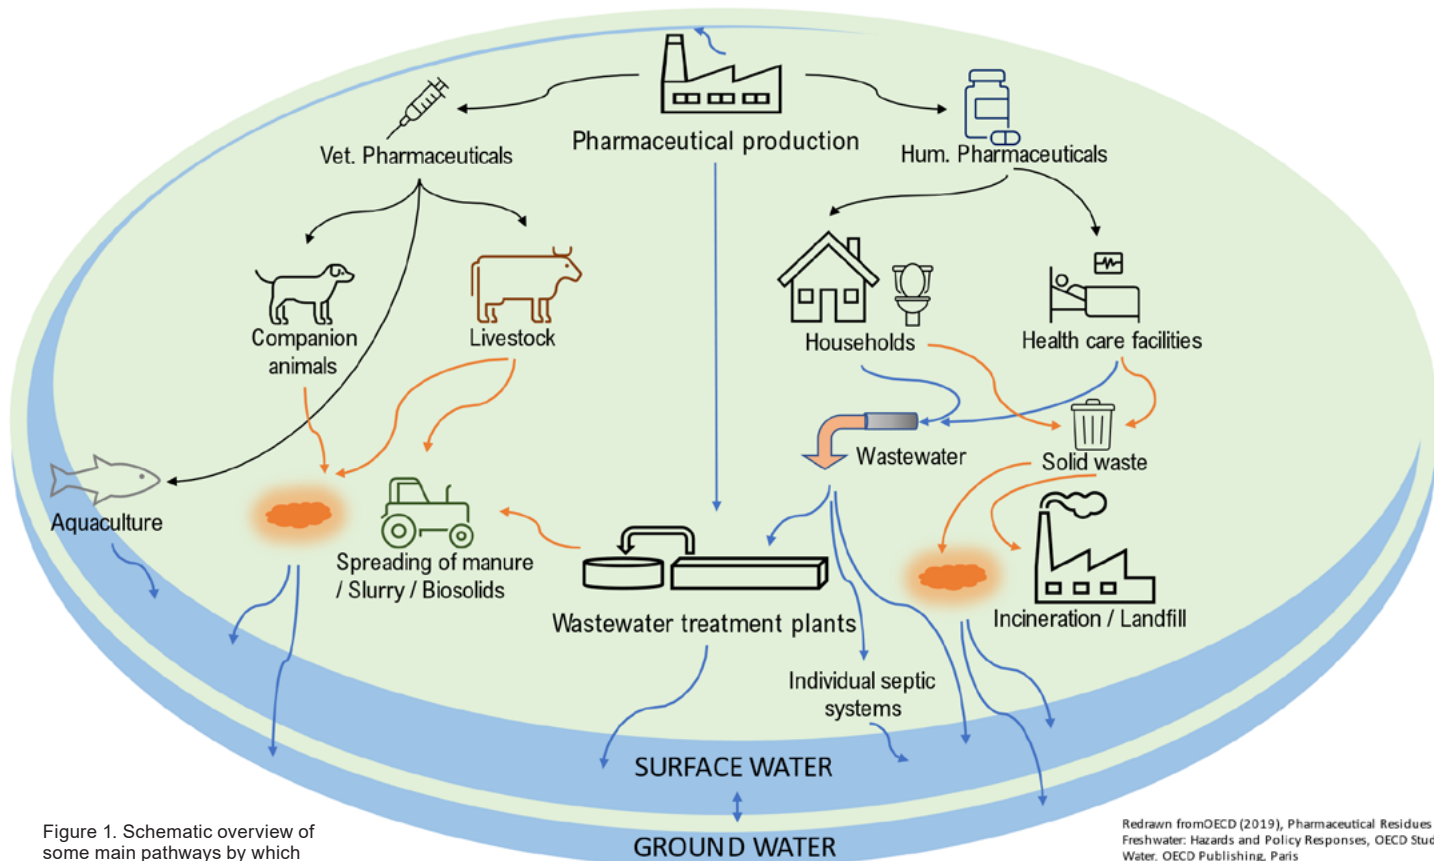 Pharmaceutical production
Vet. Pharmaceuticals
Hum. Pharmaceuticals
Companion
animals
Livestock
Households
Health care facilities
Aquaculture
Wastewater
Solid waste
Spreading of manure
/ Slurry / Biosolids
Wastewater treatment plants
Incineration / Landfill
Individual septic
systems
SURFACE WATER
GROUND WATER
Figure 1. Schematic overview of
some main pathways by which
Redrawn fromOECD (2019), Pharmaceutical Residues
Freshwater: Hazards and Policy Responses, OECD Stud
Water, OECD Publishing, Paris